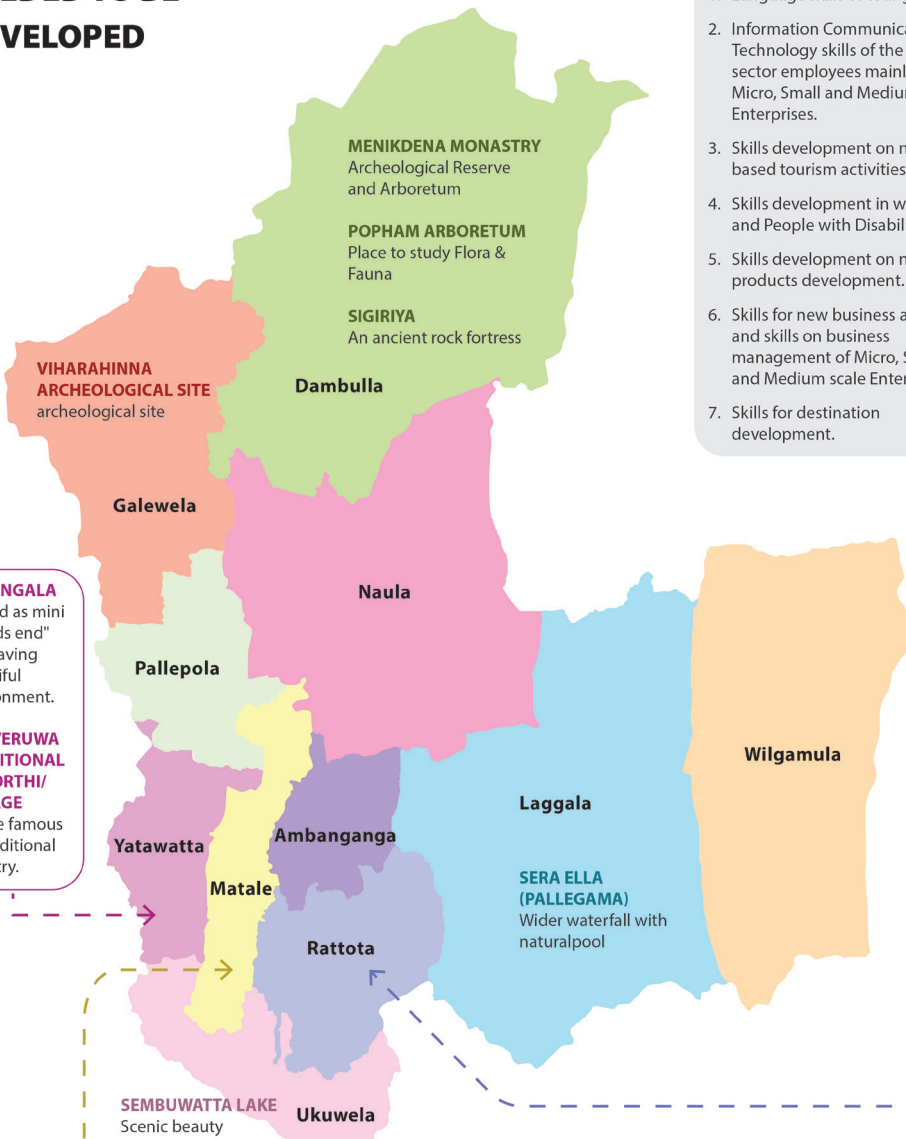 VELOPED
2. Information Communica
Technology skills of the
sector employees mainl
Micro, Small and Mediu
Enterprises.
3. Skills development on n
based tourism activities
4. Skills development in w
and People with Disabil
5. Skills development on n
products development.
6. Skills for new business a
and skills on business
management of Micro, S
and Medium scale Enter
7. Skills for destination
development.
MENIKDENA MONASTRY
Archeological Reserve
and Arboretum
POPHAM ARBORETUM
Place to study Flora &
Fauna
SIGIRIYA
An ancient rock fortress
Dambulla
VIHARAHINNA
ARCHEOLOGICAL SITE
archeological site
Galewela
Naula
NGALA
d as mini
ds end"
aving
iful
onment.
Pallepola
ERUWA
ITIONAL
ORTHI/
GE
e famous
ditional
try.
Wilgamula
Laggala
Ambanganga
Yatawatta
Matale
SERA ELLA
(PALLEGAMA)
Wider waterfall with
naturalpool
Rattota
SEMBUWATTA LAKE
Scenic beauty
Ukuwela